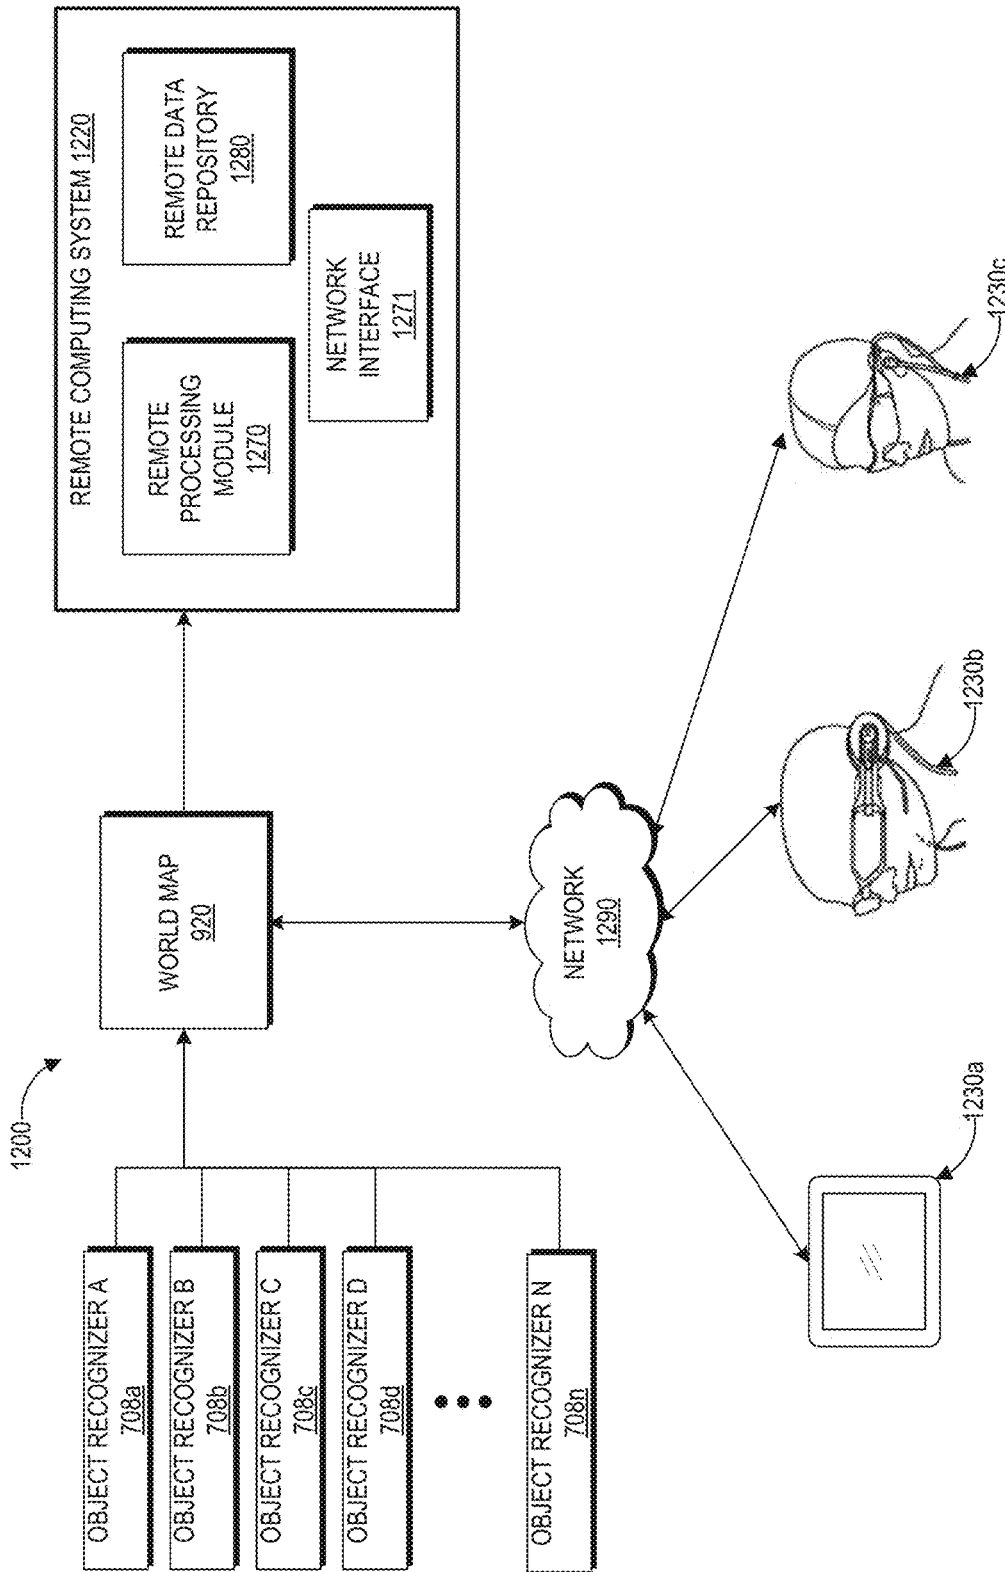 1200
OBJECT RECOGNIZER A
708a
OBJECT RECOGNIZER B
708b
OBJECT RECOGNIZER C
708c
OBJECT RECOGNIZER D
708d
OBJECT RECOGNIZER N
708n
WORLD MAP
920
REMOTE COMPUTING SYSTEM 1220
REMOTE
PROCESSING
MODULE
1270
REMOTE DATA
REPOSITORY
1280
NETWORK
INTERFACE
1271
NETWORK
1290
1230a
1230b
1230c